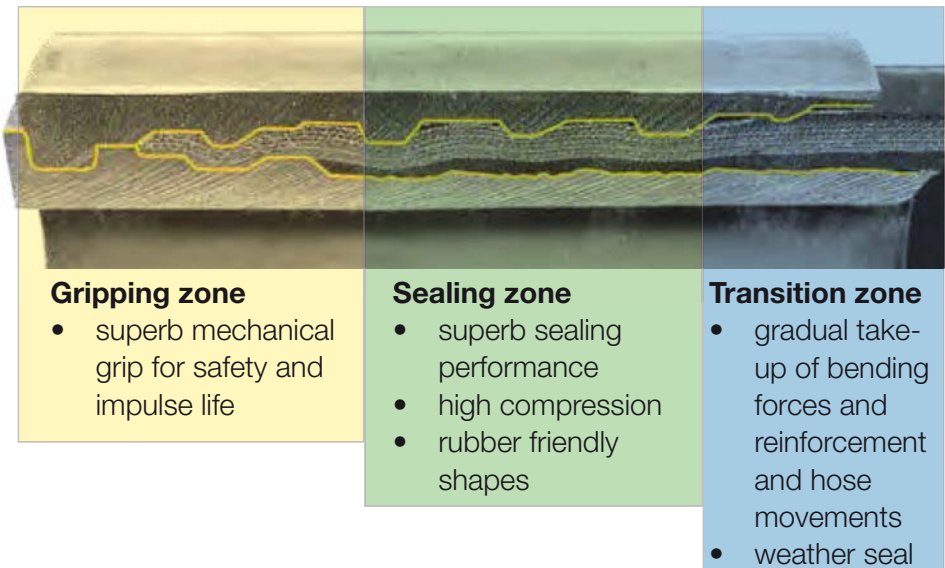 Gripping zone
• superb mechanical
grip for safety and
impulse life
Sealing zone
• superb sealing
performance
• high compression
• rubber friendly
shapes
Transition zone
• gradual take-
up of bending
forces and
reinforcement
and hose
movements
• weather seal